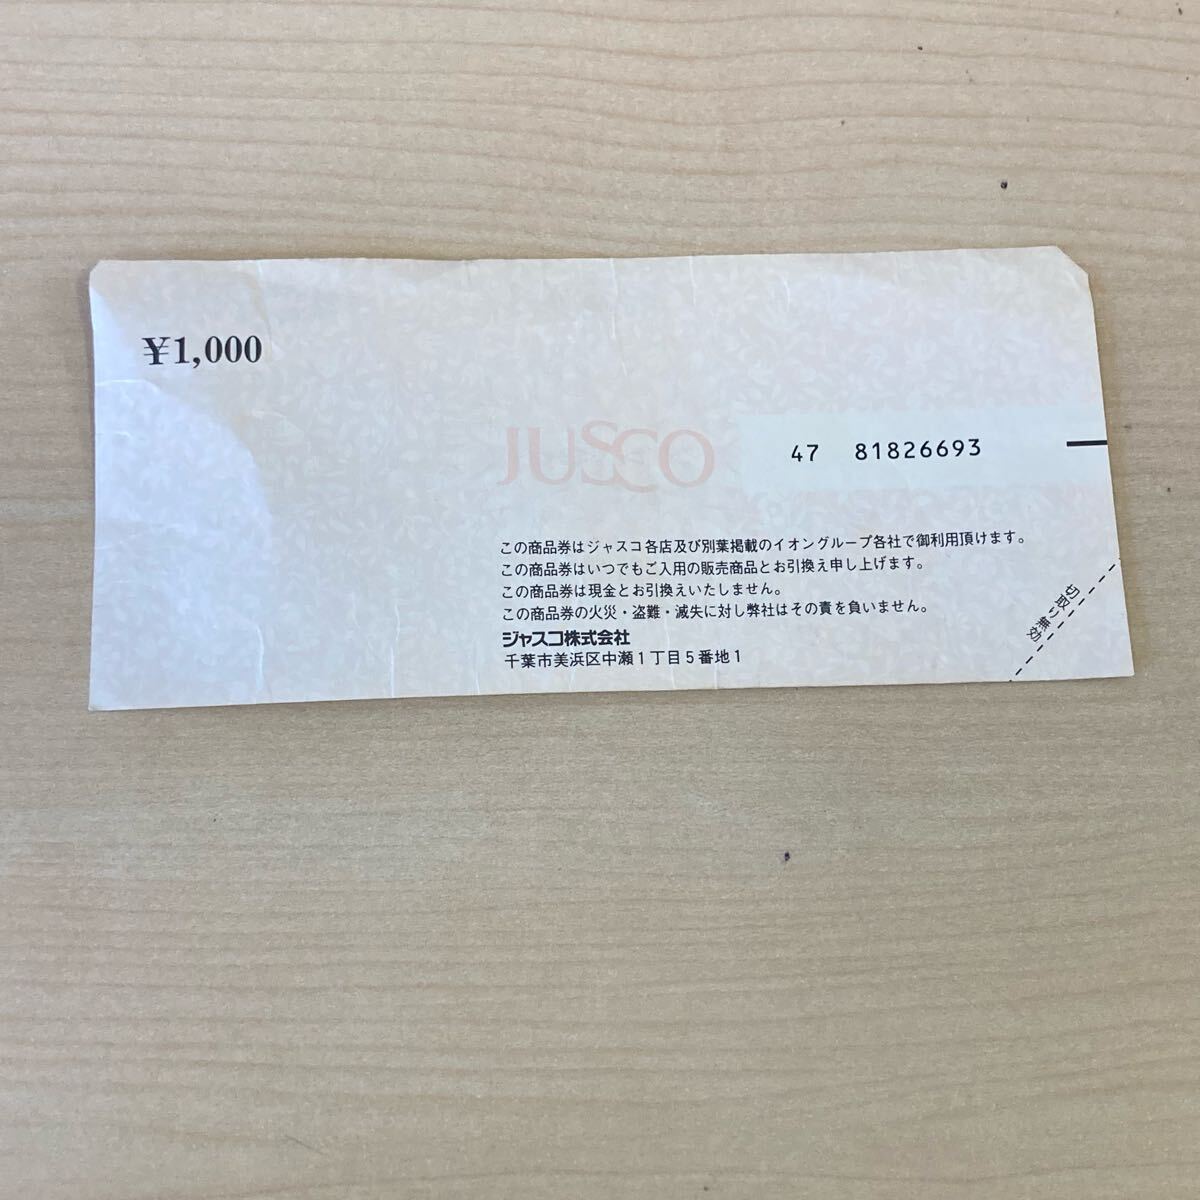 ¥1,000
JUSCO
47 81826693
この商品券はジャスコ各店及び別葉掲載のイオングループ各社で御利用頂けます。
この商品券はいつでもご入用の販売商品とお引換え申し上げます。
この商品券は現金とお引換えいたしません。
この商品券の火災・盗難・滅失に対し弊社はその責を負いません。
ジャスコ株式会社
千葉市美浜区中瀬1丁目5番地1
切取り無効